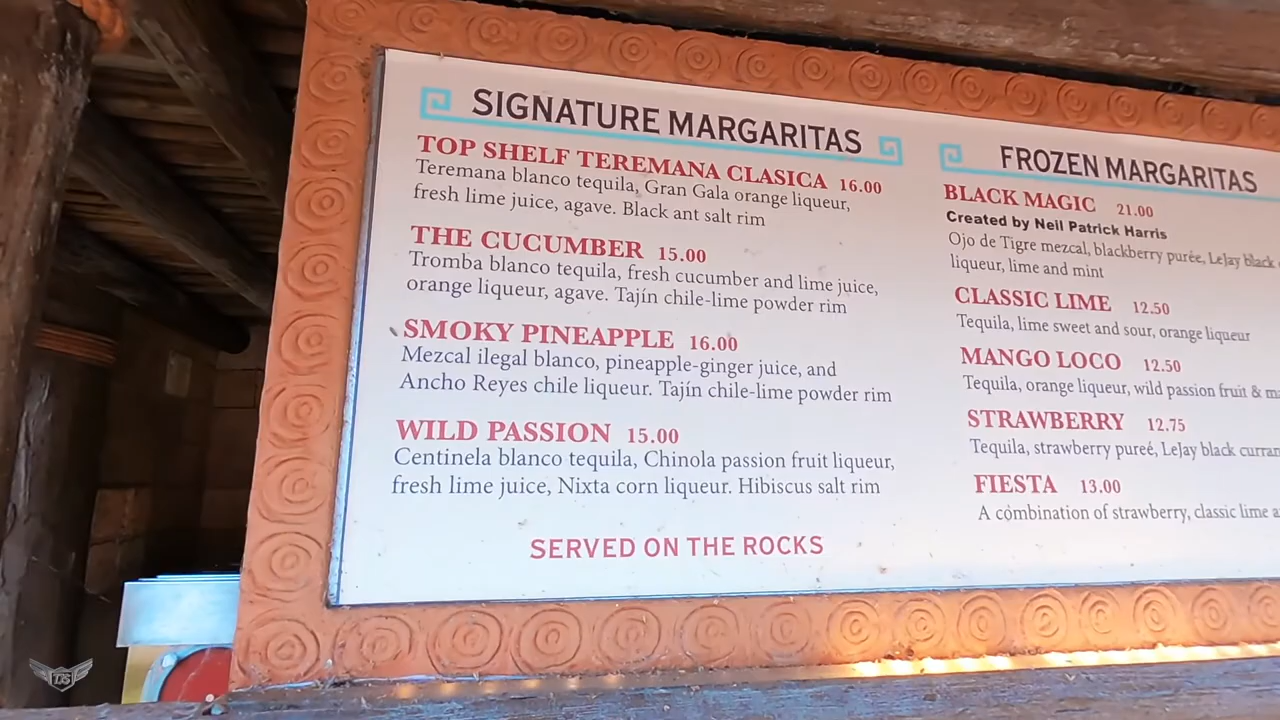 SIGNATURE MARGARITAS
TOP SHELF TEREMANA CLASICA 16.00
Teremana blanco tequila, Gran Gala orange liqueur,
fresh lime juice, agave. Black ant salt rim
THE CUCUMBER 15.00
Tromba blanco tequila, fresh cucumber and lime juice,
orange liqueur, agave. Tajín chile-lime powder rim
SMOKY PINEAPPLE 16.00
Mezcal ilegal blanco, pineapple-ginger juice, and
Ancho Reyes chile liqueur. Tajín chile-lime powder rim
WILD PASSION 15.00
Centinela blanco tequila, Chinola passion fruit liqueur,
fresh lime juice, Nixta corn liqueur. Hibiscus salt rim
SERVED ON THE ROCKS
FROZEN MARGARITAS
BLACK MAGIC 21.00
Created by Neil Patrick Harris
Ojo de Tigre mezcal, blackberry purée, LeJay black
liqueur, lime and mint
CLASSIC LIME 12.50
Tequila, lime sweet and sour, orange liqueur
MANGO LOCO 12.50
Tequila, orange liqueur, wild passion fruit &
STRAWBERRY 12.75
Tequila, strawberry pureé, LeJay black
FIESTA 13.00
A combination of strawberry, classic lime
TS